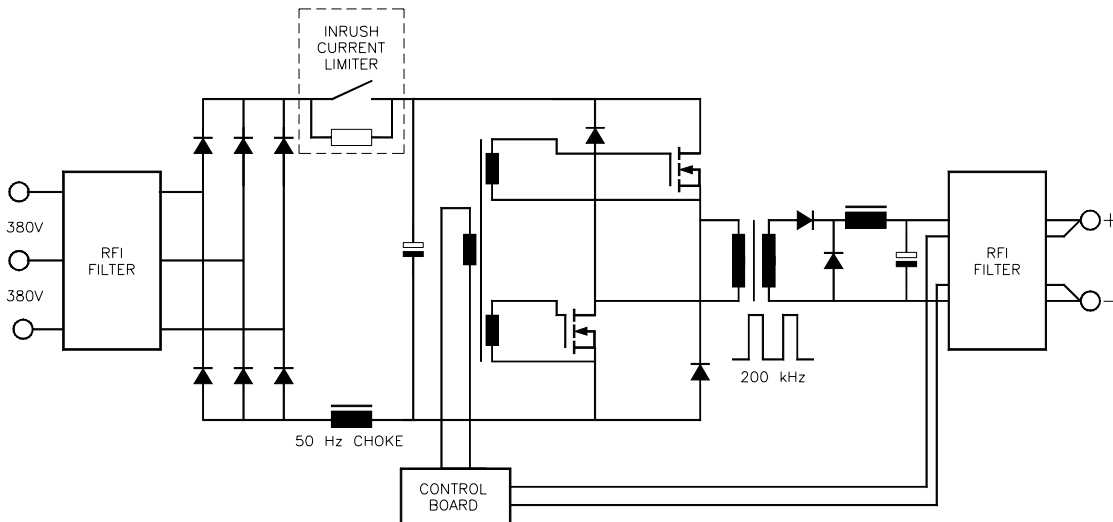 INRUSH
CURRENT
LIMITER
380V
380V
RFI
FILTER
50 Hz CHOKE
CONTROL
BOARD
200 kHz
RFI
FILTER
+
-